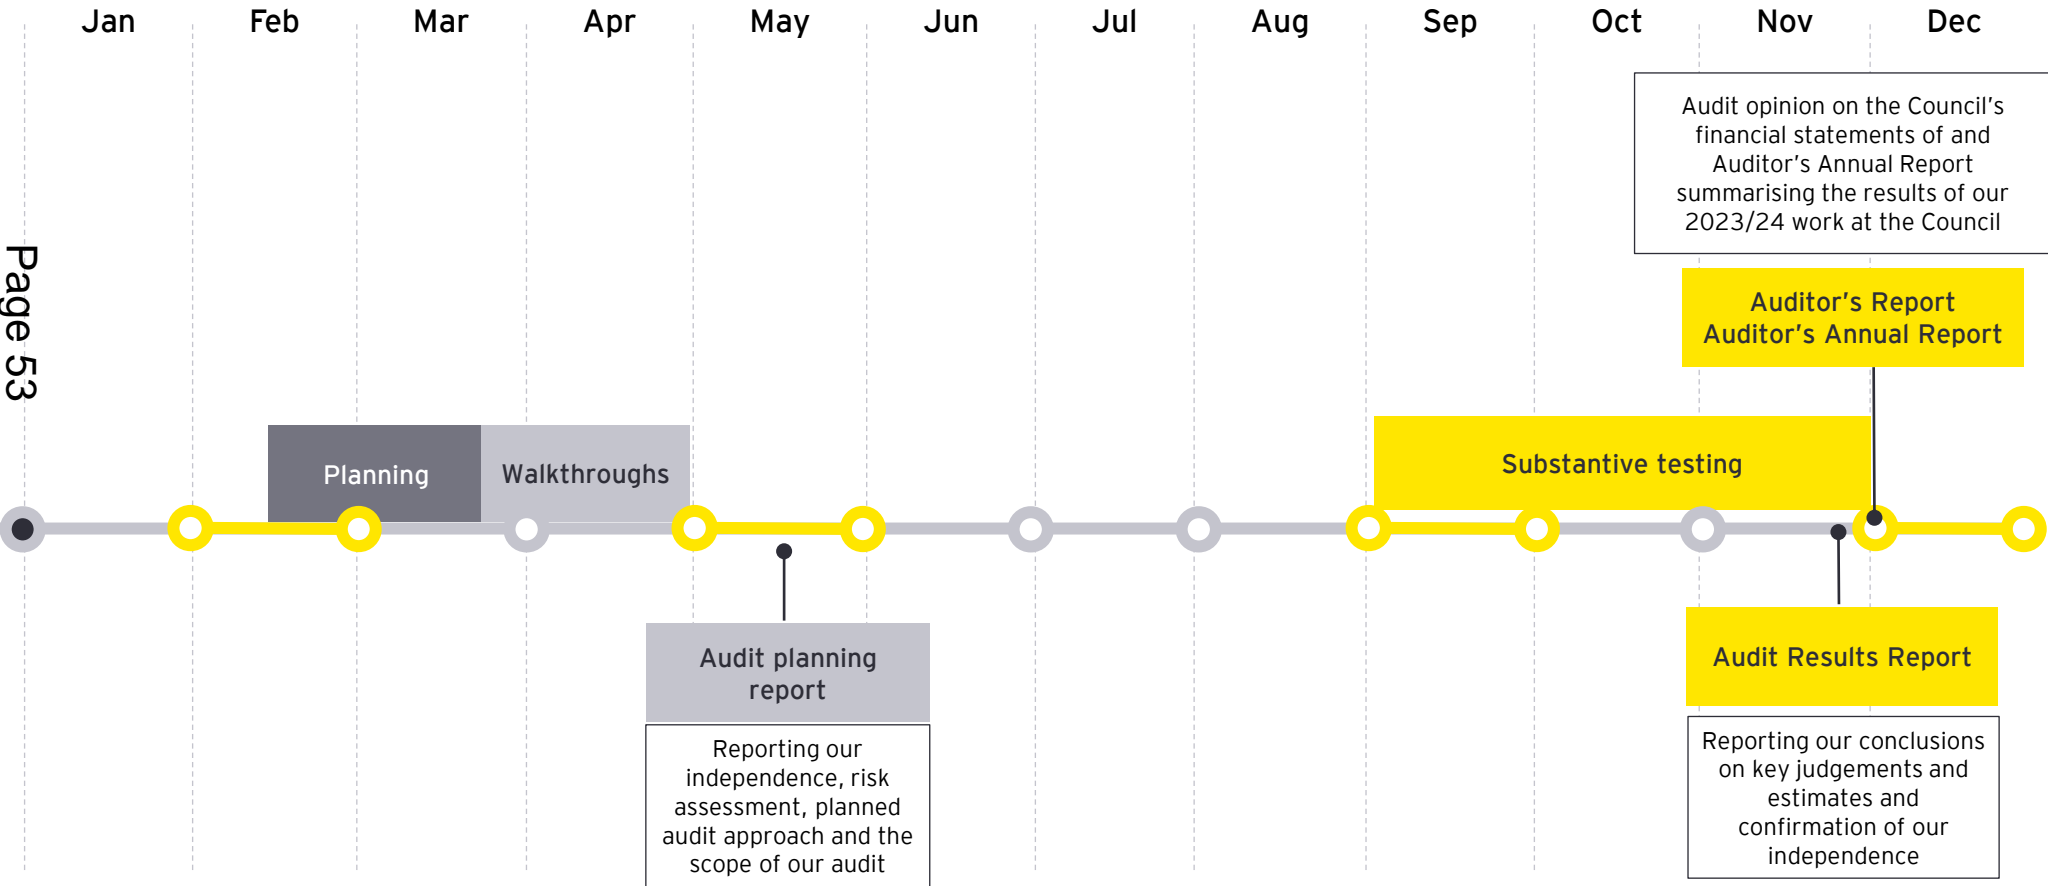 Jan Feb Mar Apr May Jun Jul Aug Sep Oct Nov Dec
Audit opinion on the Council's
financial statements of and
Auditor's Annual Report
summarising the results of our
2023/24 work at the Council
Page 53
Auditor's Report
Auditor's Annual Report
Planning
Walkthroughs
Substantive testing
Audit planning
report
Reporting our
independence, risk
assessment, planned
audit approach and the
scope of our audit
Audit Results Report
Reporting our conclusions
on key judgements and
estimates and
confirmation of our
independence